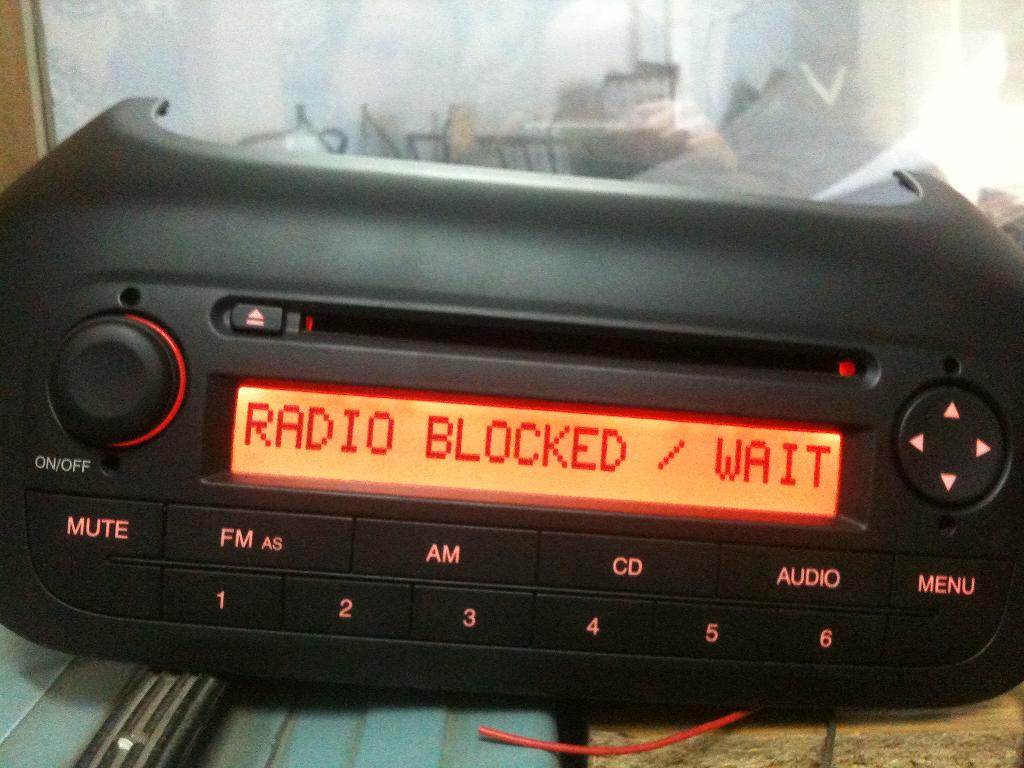 RADIO BLOCKED / WAIT
ON/OFF
MUTE FM AS AM CD AUDIO MENU
1 2 3 4 5 6